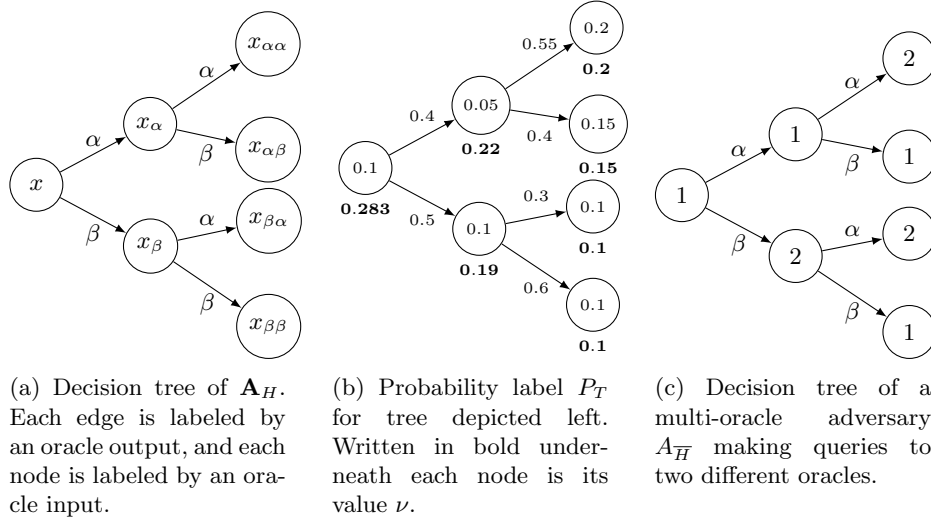 x
α
β
x_α
x_β
α
β
α
β
x_αα
x_αβ
x_βα
x_ββ
0.1
0.283
0.4
0.5
0.05
0.22
0.1
0.19
0.55
0.4
0.3
0.6
0.2
0.2
0.15
0.15
0.1
0.1
0.1
0.1
1
α
β
1
2
α
β
α
β
2
1
2
1
(a) Decision tree of A_H.
Each edge is labeled by
an oracle output, and each
node is labeled by an ora-
cle input.
(b) Probability label P_T
for tree depicted left.
Written in bold under-
neath each node is its
value ν.
(c) Decision tree of a
multi-oracle adversary
A_H̅ making queries to
two different oracles.